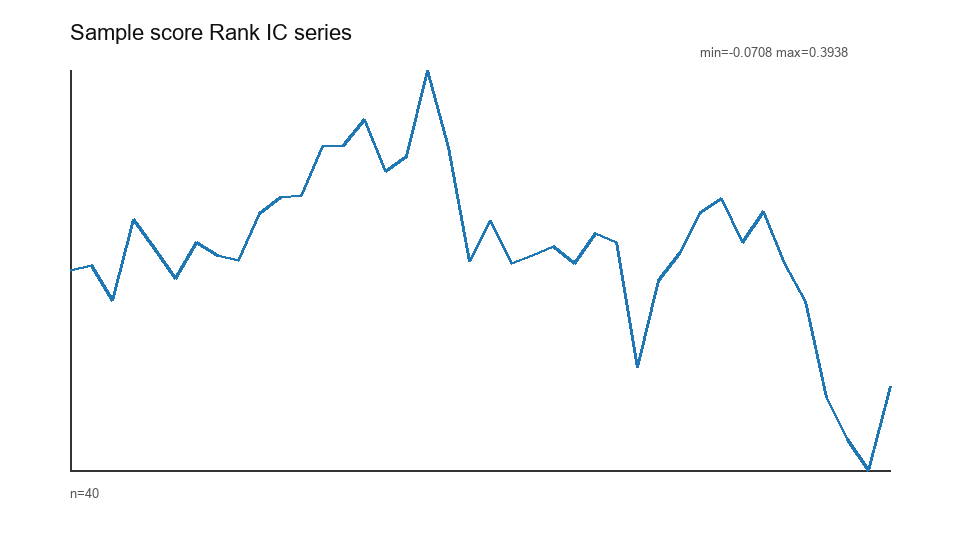 Sample score Rank IC series
min=-0.0708 max=0.3938
n=40